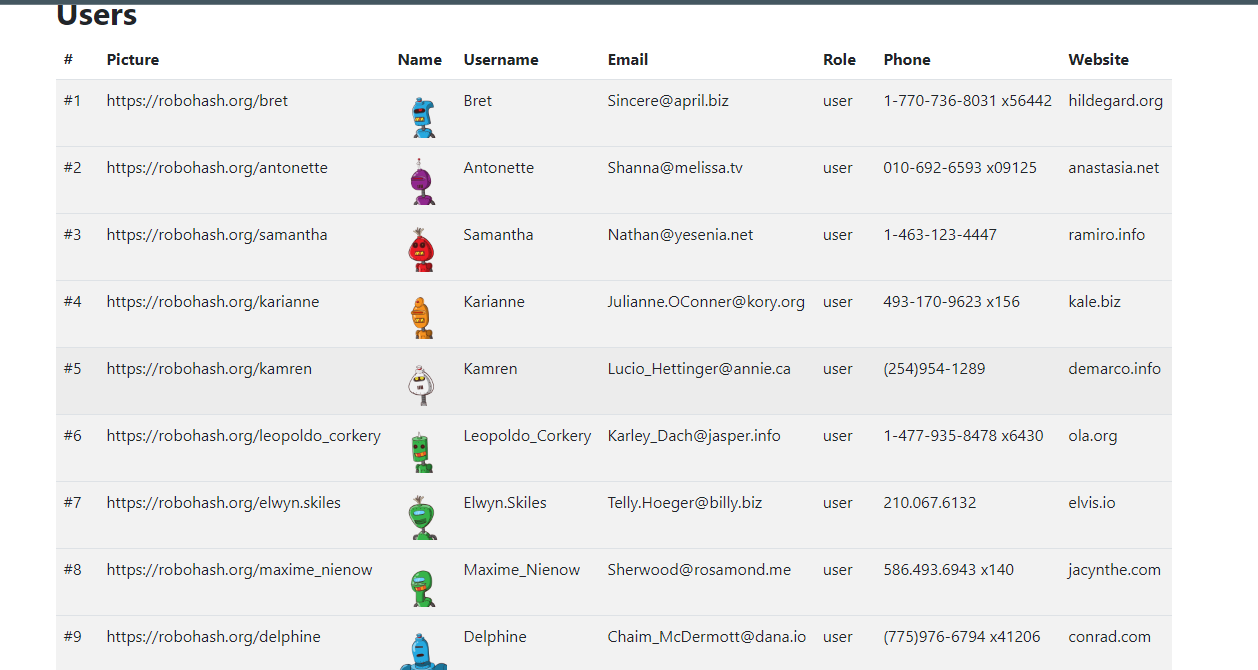 Users
# Picture Name Username Email Role Phone Website
#1 https://robohash.org/bret Bret Sincere@april.biz user 1-770-736-8031 x56442 hildegard.org
#2 https://robohash.org/antonette Antonette Shanna@melissa.tv user 010-692-6593 x09125 anastasia.net
#3 https://robohash.org/samantha Samantha Nathan@yesenia.net user 1-463-123-4447 ramiro.info
#4 https://robohash.org/karianne Karianne Julianne.OConner@kory.org user 493-170-9623 x156 kale.biz
#5 https://robohash.org/kamren Kamren Lucio_Hettinger@annie.ca user (254)954-1289 demarco.info
#6 https://robohash.org/leopoldo_corkery Leopoldo_Corkery Karley_Dach@jasper.info user 1-477-935-8478 x6430 ola.org
#7 https://robohash.org/elwyn.skiles Elwyn.Skiles Telly.Hoeger@billy.biz user 210.067.6132 elvis.io
#8 https://robohash.org/maxime_nienow Maxime_Nienow Sherwood@rosamond.me user 586.493.6943 x140 jacynthe.com
#9 https://robohash.org/delphine Delphine Chaim_McDermott@dana.io user (775)976-6794 x41206 conrad.com